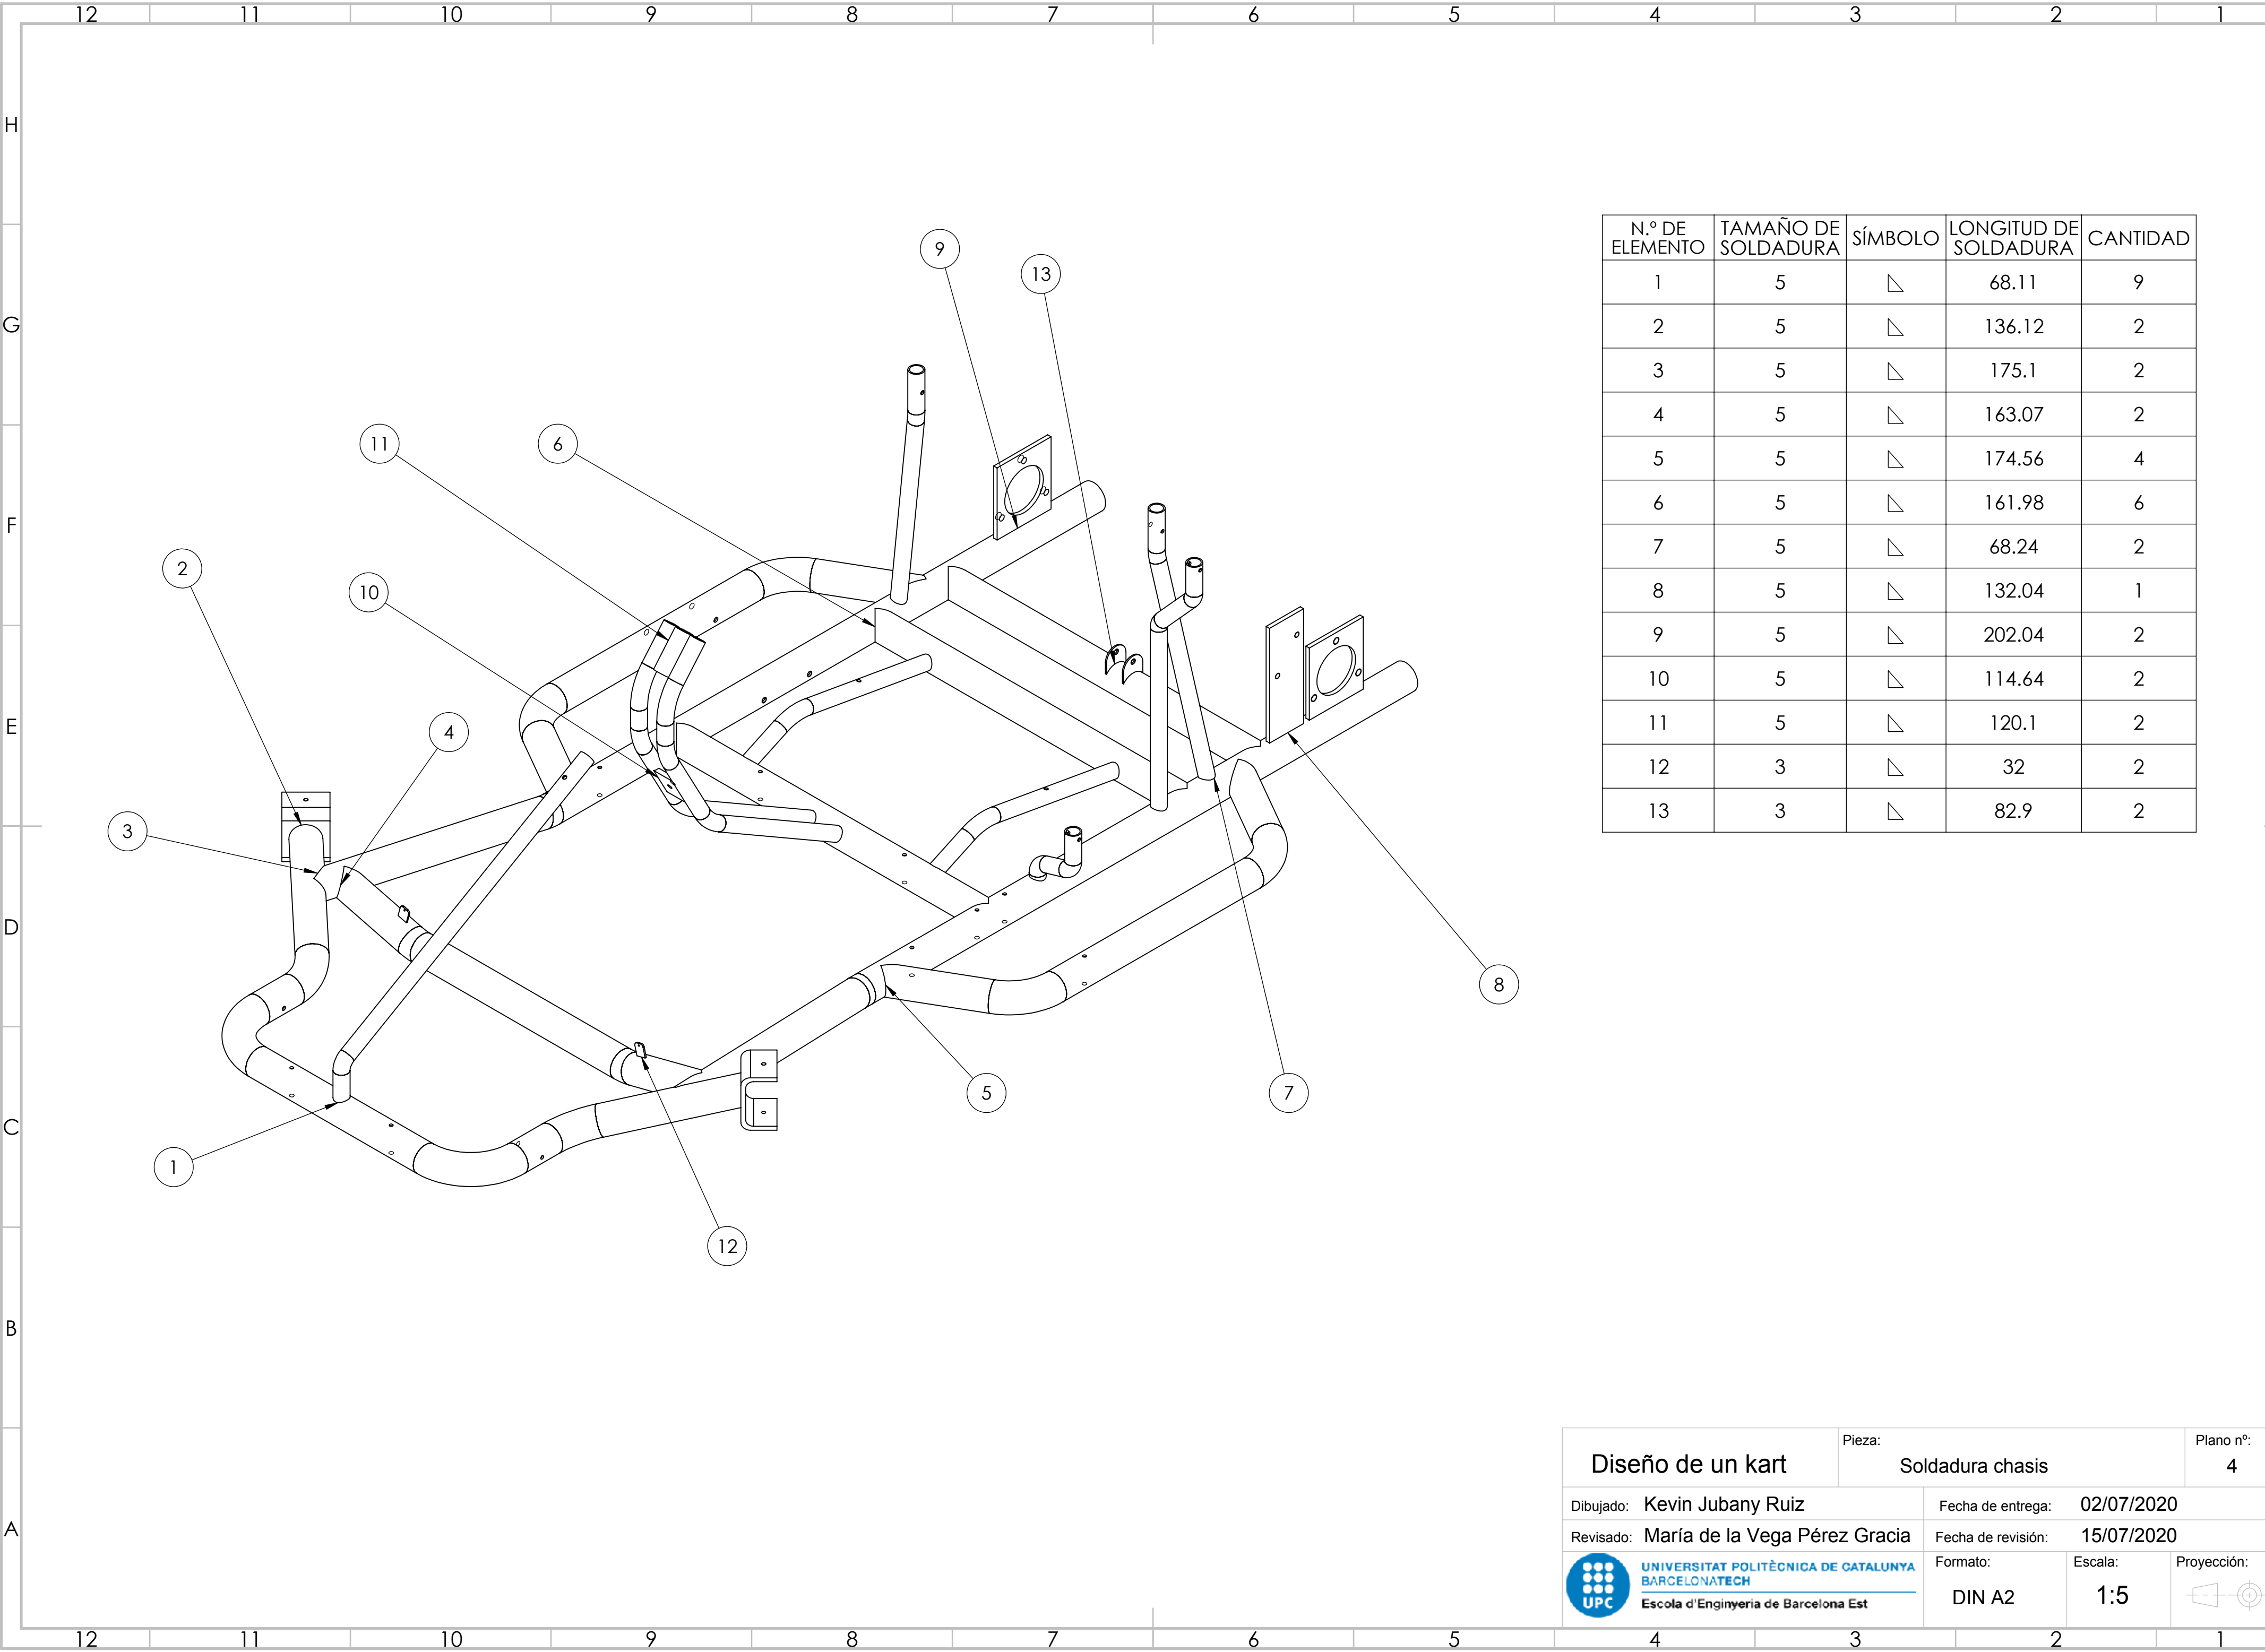 12 11 10 9 8 7 6 5 4 3 2 1
H
G
F
E
D
C
B
A
9
13
11
6
2
10
4
3
8
5
7
1
12
N.º DE ELEMENTO TAMAÑO DE SOLDADURA SÍMBOLO LONGITUD DE SOLDADURA CANTIDAD
1 5 68.11 9
2 5 136.12 2
3 5 175.1 2
4 5 163.07 2
5 5 174.56 4
6 5 161.98 6
7 5 68.24 2
8 5 132.04 1
9 5 202.04 2
10 5 114.64 2
11 5 120.1 2
12 3 32 2
13 3 82.9 2
Diseño de un kart
Pieza:
Soldadura chasis
Plano nº:
4
Dibujado: Kevin Jubany Ruiz
Fecha de entrega: 02/07/2020
Revisado: María de la Vega Pérez Gracia
Fecha de revisión: 15/07/2020
UPC
UNIVERSITAT POLITÈCNICA DE CATALUNYA
BARCELONATECH
Escola d'Enginyeria de Barcelona Est
Formato:
DIN A2
Escala:
1:5
Proyección:
12 11 10 9 8 7 6 5 4 3 2 1